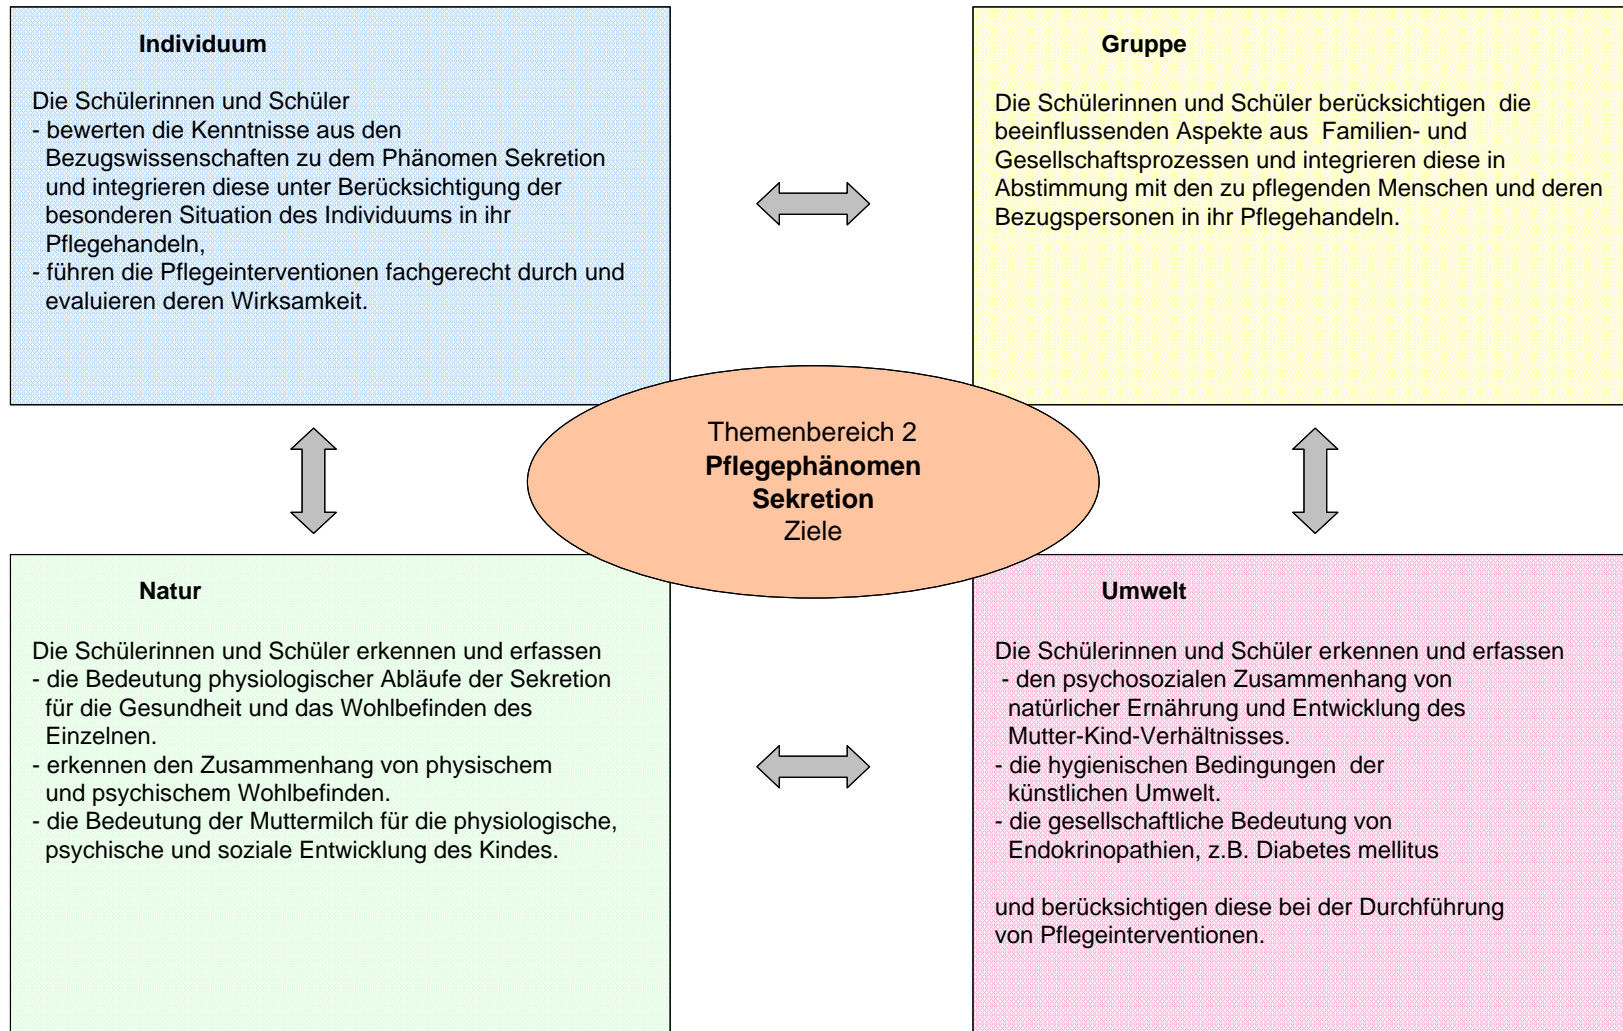 Individuum
Die Schülerinnen und Schüler
- bewerten die Kenntnisse aus den
Bezugswissenschaften zu dem Phänomen Sekretion
und integrieren diese unter Berücksichtigung der
besonderen Situation des Individuums in ihr
Pflegehandeln,
- führen die Pflegeinterventionen fachgerecht durch und
evaluieren deren Wirksamkeit.
Gruppe
Die Schülerinnen und Schüler berücksichtigen die
beeinflussenden Aspekte aus Familien- und
Gesellschaftsprozessen und integrieren diese in
Abstimmung mit den zu pflegenden Menschen und deren
Bezugspersonen in ihr Pflegehandeln.
Themenbereich 2
Pflegephänomen
Sekretion
Ziele
Natur
Die Schülerinnen und Schüler erkennen und erfassen
- die Bedeutung physiologischer Abläufe der Sekretion
für die Gesundheit und das Wohlbefinden des
Einzelnen.
- erkennen den Zusammenhang von physischem
und psychischem Wohlbefinden.
- die Bedeutung der Muttermilch für die physiologische,
psychische und soziale Entwicklung des Kindes.
Umwelt
Die Schülerinnen und Schüler erkennen und erfassen
- den psychosozialen Zusammenhang von
natürlicher Ernährung und Entwicklung des
Mutter-Kind-Verhältnisses.
- die hygienischen Bedingungen der
künstlichen Umwelt.
- die gesellschaftliche Bedeutung von
Endokrinopathien, z.B. Diabetes mellitus
und berücksichtigen diese bei der Durchführung
von Pflegeinterventionen.